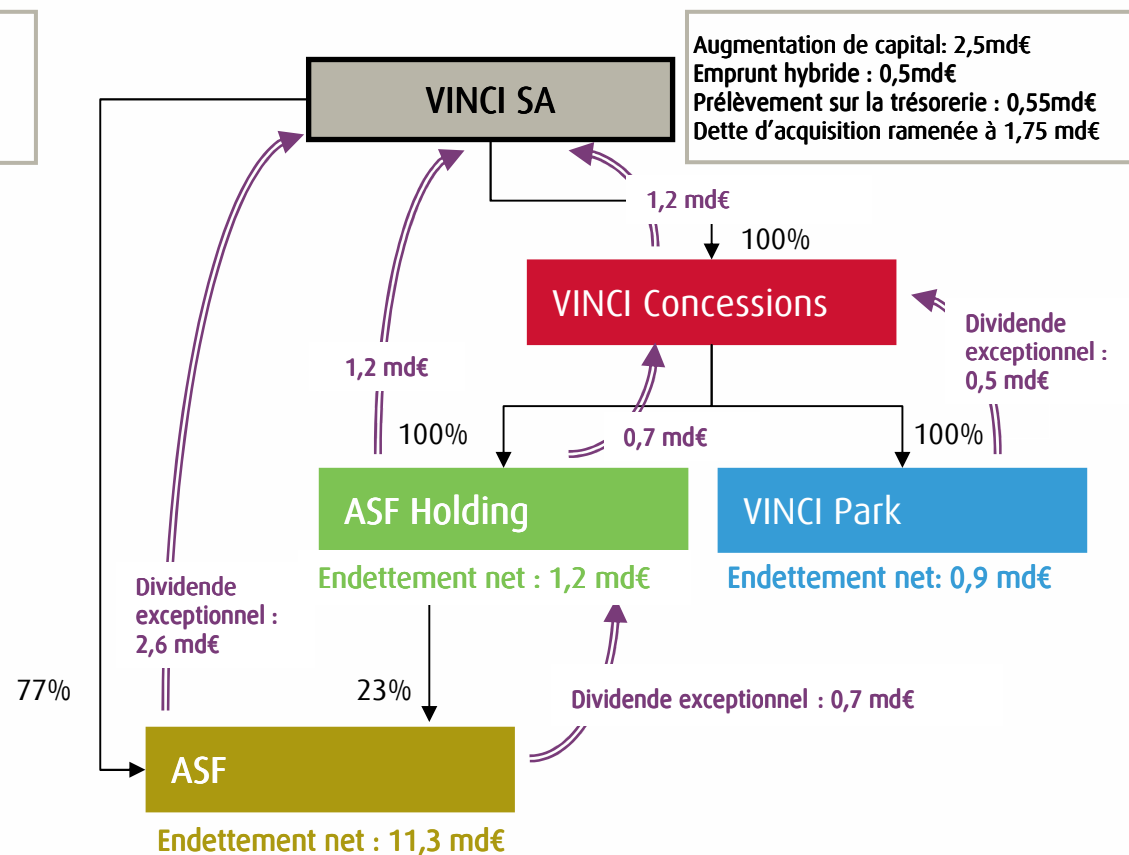 Augmentation de capital: 2,5md€
Emprunt hybride : 0,5md€
Prélèvement sur la trésorerie : 0,55md€
Dette d'acquisition ramenée à 1,75 md€
VINCI SA
1,2 md€
100%
VINCI Concessions
Dividende
exceptionnel :
0,5 md€
1,2 md€
100%
0,7 md€
100%
ASF Holding
VINCI Park
Endettement net : 1,2 md€
Endettement net: 0,9 md€
Dividende
exceptionnel :
2,6 md€
77%
23%
Dividende exceptionnel : 0,7 md€
ASF
Endettement net : 11,3 md€